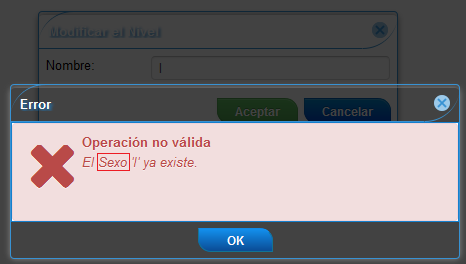 Modificar el Nivel
Nombre:
I
Aceptar
Cancelar
Error
Operación no válida
El Sexo 'I' ya existe.
OK